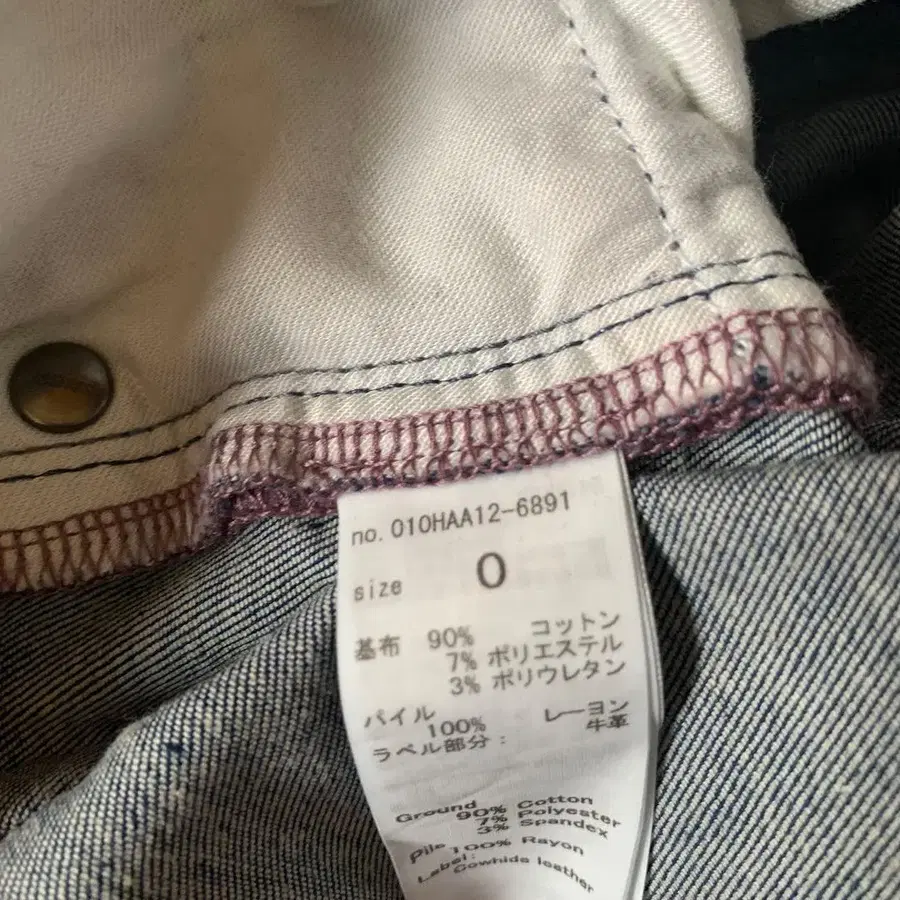 no. 010HAA12-6891
size 0
基布 90% コットン
7% ポリエステル
3% ポリウレタン
パイル
100% レーヨン
ラベル部分: 牛革
Ground
90% Cotton
7% Polyester
3% Spandex
Pile 100% Rayon
Label:
Cowhide leather